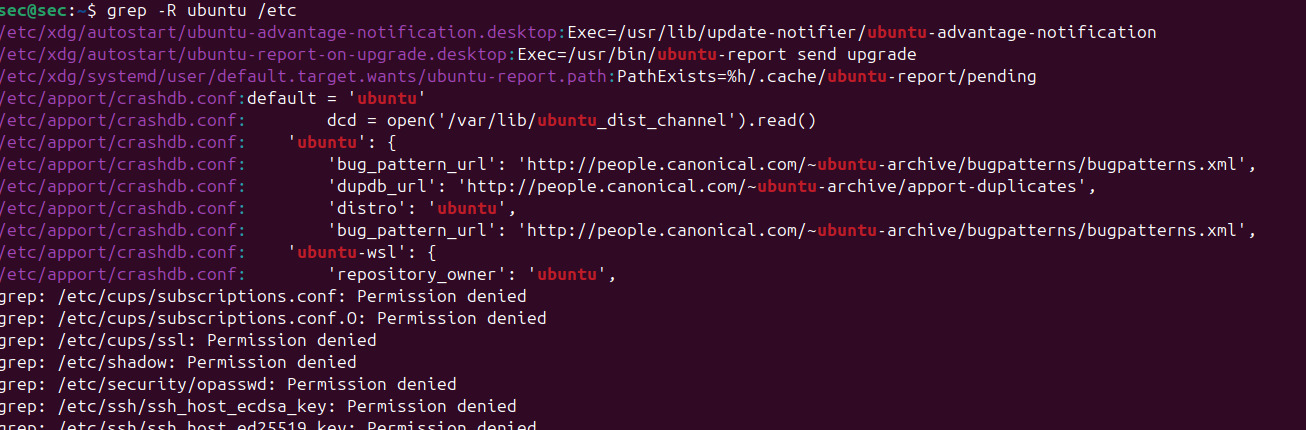 sec@sec:~$ grep -R ubuntu /etc
/etc/xdg/autostart/ubuntu-advantage-notification.desktop:Exec=/usr/lib/update-notifier/ubuntu-advantage-notification
/etc/xdg/autostart/ubuntu-report-on-upgrade.desktop:Exec=/usr/bin/ubuntu-report send upgrade
/etc/xdg/systemd/user/default.target.wants/ubuntu-report.path:PathExists=%h/.cache/ubuntu-report/pending
/etc/apport/crashdb.conf:default = 'ubuntu'
/etc/apport/crashdb.conf:        dcd = open('/var/lib/ubuntu_dist_channel').read()
/etc/apport/crashdb.conf:    'ubuntu': {
/etc/apport/crashdb.conf:        'bug_pattern_url': 'http://people.canonical.com/~ubuntu-archive/bugpatterns/bugpatterns.xml',
/etc/apport/crashdb.conf:        'dupdb_url': 'http://people.canonical.com/~ubuntu-archive/apport-duplicates',
/etc/apport/crashdb.conf:        'distro': 'ubuntu',
/etc/apport/crashdb.conf:        'bug_pattern_url': 'http://people.canonical.com/~ubuntu-archive/bugpatterns/bugpatterns.xml',
/etc/apport/crashdb.conf:    'ubuntu-wsl': {
/etc/apport/crashdb.conf:        'repository_owner': 'ubuntu',
grep: /etc/cups/subscriptions.conf: Permission denied
grep: /etc/cups/subscriptions.conf.O: Permission denied
grep: /etc/cups/ssl: Permission denied
grep: /etc/shadow: Permission denied
grep: /etc/security/opasswd: Permission denied
grep: /etc/ssh/ssh_host_ecdsa_key: Permission denied
grep: /etc/ssh/ssh_host_ed25519_key: Permission denied